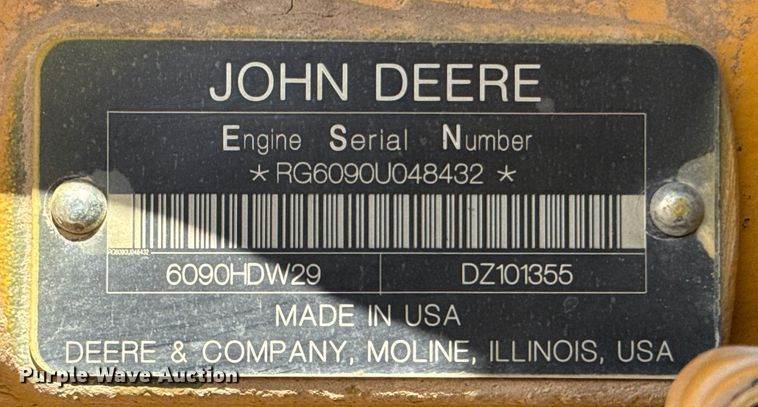 JOHN DEERE
Engine Serial Number
* RG6090U048432 *
RG6090U048432
6090HDW29 DZ101355
MADE IN USA
DEERE & COMPANY, MOLINE, ILLINOIS, USA
Purple Wave Auction